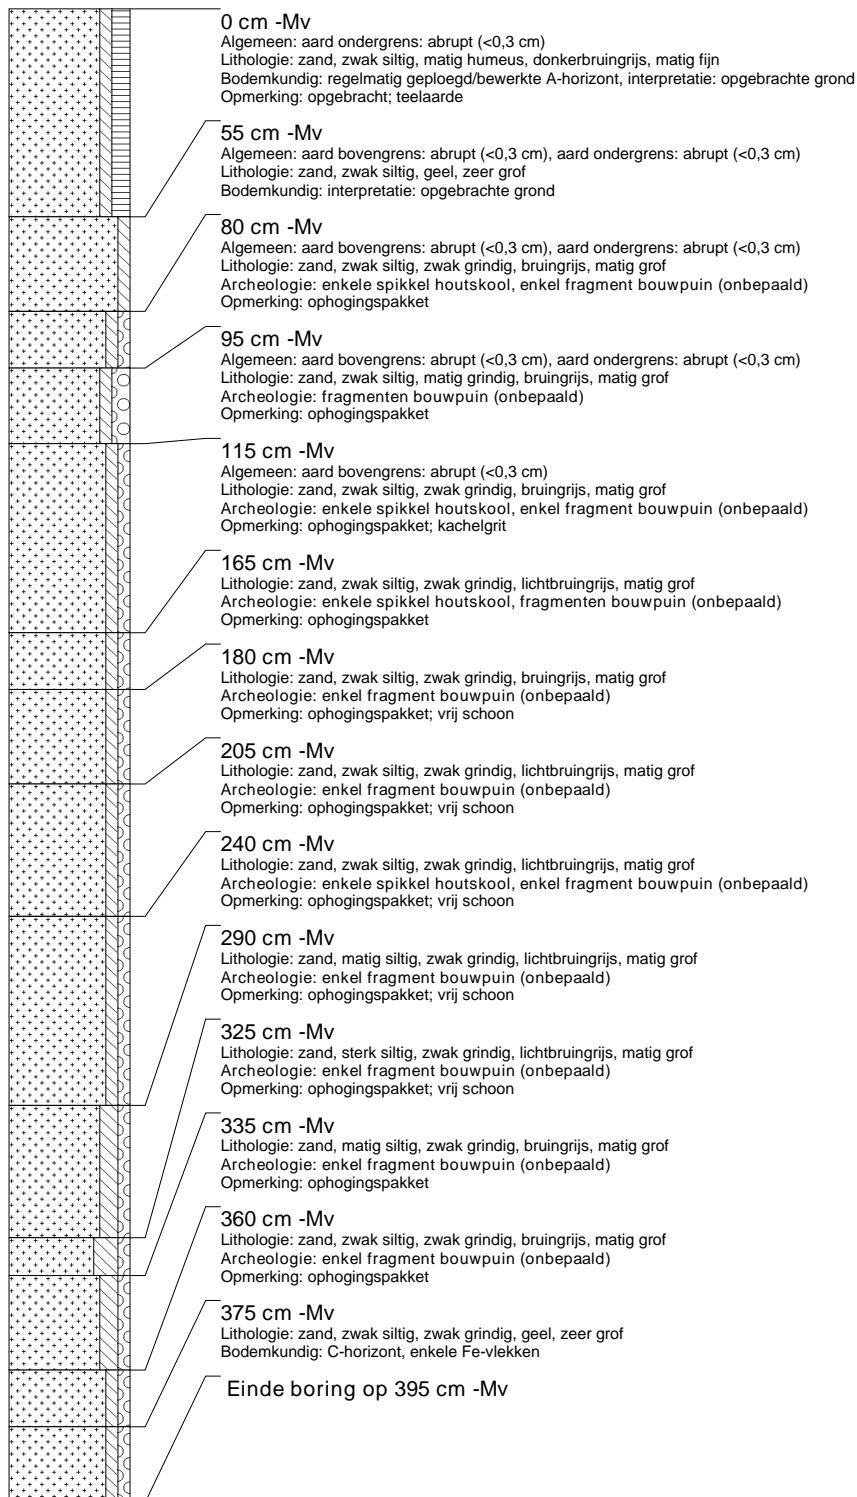 0 cm -Mv
Algemeen: aard ondergrens: abrupt (<0,3 cm)
Lithologie: zand, zwak siltig, matig humeus, donkerbruingrijs, matig fijn
Bodemkundig: regelmatig geploegd/bewerkte A-horizont, interpretatie: opgebrachte grond
Opmerking: opgebracht; teelaarde
55 cm -Mv
Algemeen: aard bovengrens: abrupt (<0,3 cm), aard ondergrens: abrupt (<0,3 cm)
Lithologie: zand, zwak siltig, geel, zeer grof
Bodemkundig: interpretatie: opgebrachte grond
80 cm -Mv
Algemeen: aard bovengrens: abrupt (<0,3 cm), aard ondergrens: abrupt (<0,3 cm)
Lithologie: zand, zwak siltig, zwak grindig, bruingrijs, matig grof
Archeologie: enkele spikkel houtskool, enkel fragment bouwpuin (onbepaald)
Opmerking: ophogingspakket
95 cm -Mv
Algemeen: aard bovengrens: abrupt (<0,3 cm), aard ondergrens: abrupt (<0,3 cm)
Lithologie: zand, zwak siltig, matig grindig, bruingrijs, matig grof
Archeologie: fragmenten bouwpuin (onbepaald)
Opmerking: ophogingspakket
115 cm -Mv
Algemeen: aard bovengrens: abrupt (<0,3 cm)
Lithologie: zand, zwak siltig, zwak grindig, bruingrijs, matig grof
Archeologie: enkele spikkel houtskool, enkel fragment bouwpuin (onbepaald)
Opmerking: ophogingspakket; kachelgrit
165 cm -Mv
Lithologie: zand, zwak siltig, zwak grindig, lichtbruingrijs, matig grof
Archeologie: enkele spikkel houtskool, fragmenten bouwpuin (onbepaald)
Opmerking: ophogingspakket
180 cm -Mv
Lithologie: zand, zwak siltig, zwak grindig, bruingrijs, matig grof
Archeologie: enkel fragment bouwpuin (onbepaald)
Opmerking: ophogingspakket; vrij schoon
205 cm -Mv
Lithologie: zand, zwak siltig, zwak grindig, lichtbruingrijs, matig grof
Archeologie: enkel fragment bouwpuin (onbepaald)
Opmerking: ophogingspakket; vrij schoon
240 cm -Mv
Lithologie: zand, zwak siltig, zwak grindig, lichtbruingrijs, matig grof
Archeologie: enkele spikkel houtskool, enkel fragment bouwpuin (onbepaald)
Opmerking: ophogingspakket; vrij schoon
290 cm -Mv
Lithologie: zand, matig siltig, zwak grindig, lichtbruingrijs, matig grof
Archeologie: enkel fragment bouwpuin (onbepaald)
Opmerking: ophogingspakket; vrij schoon
325 cm -Mv
Lithologie: zand, sterk siltig, zwak grindig, lichtbruingrijs, matig grof
Archeologie: enkel fragment bouwpuin (onbepaald)
Opmerking: ophogingspakket; vrij schoon
335 cm -Mv
Lithologie: zand, matig siltig, zwak grindig, bruingrijs, matig grof
Archeologie: enkel fragment bouwpuin (onbepaald)
Opmerking: ophogingspakket
360 cm -Mv
Lithologie: zand, zwak siltig, zwak grindig, bruingrijs, matig grof
Archeologie: enkel fragment bouwpuin (onbepaald)
Opmerking: ophogingspakket
375 cm -Mv
Lithologie: zand, zwak siltig, zwak grindig, geel, zeer grof
Bodemkundig: C-horizont, enkele Fe-vlekken
Einde boring op 395 cm -Mv